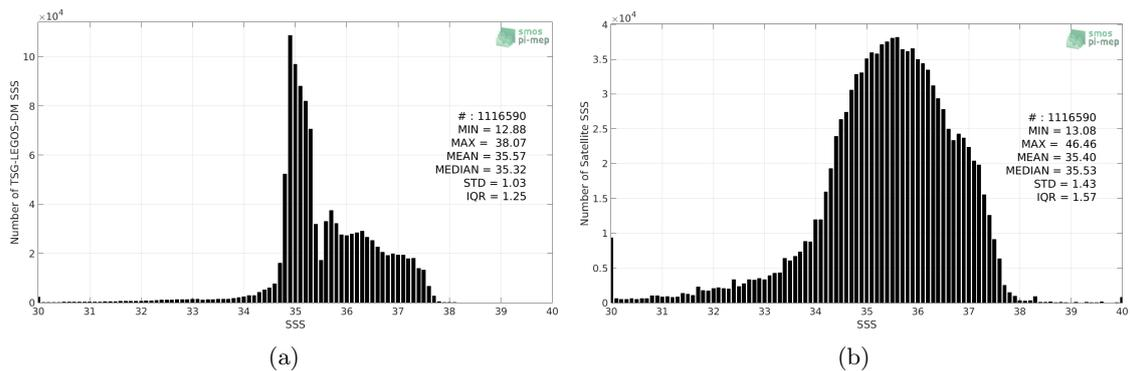 ×10⁴
smos
pi-mep
10
8
6
4
2
0
Number of TSG-LEGOS-DM SSS
# : 1116590
MIN = 12.88
MAX = 38.07
MEAN = 35.57
MEDIAN = 35.32
STD = 1.03
IQR = 1.25
30 31 32 33 34 35 36 37 38 39 40
SSS
(a)
×10⁴
smos
pi-mep
4
3.5
3
2.5
2
1.5
1
0.5
0
Number of Satellite SSS
# : 1116590
MIN = 13.08
MAX = 46.46
MEAN = 35.40
MEDIAN = 35.53
STD = 1.43
IQR = 1.57
30 31 32 33 34 35 36 37 38 39 40
SSS
(b)